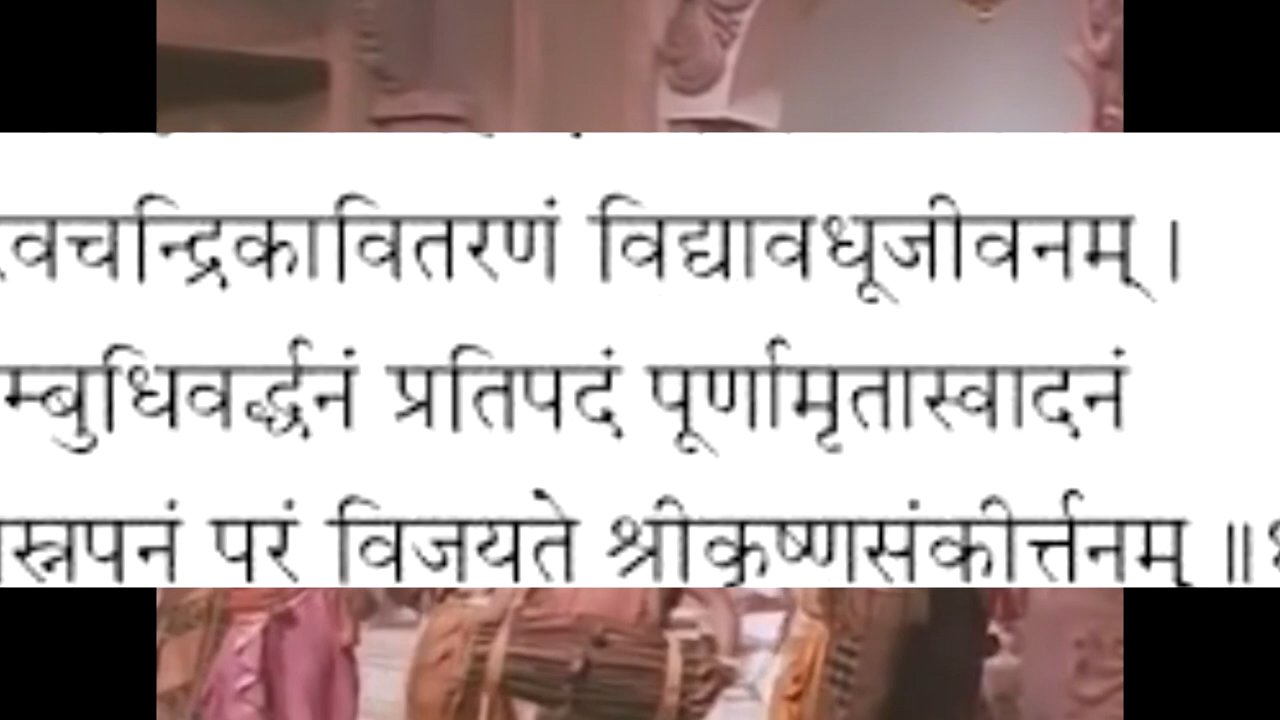 वचन्द्रिकावितरणं विद्यावधूजीवनम् ।
म्बुधिवर्द्धनं प्रतिपदं पूर्णामृतास्वादनं
स्नपनं परं विजयते श्रीकृष्णसंकीर्त्तनम् ॥